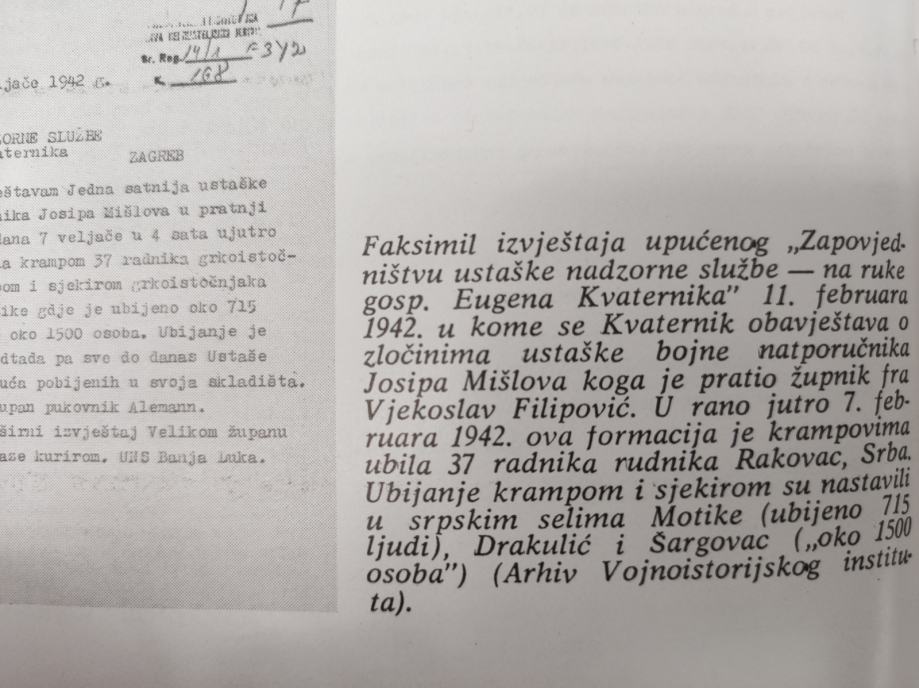 Br. Reg. 14/1 F 372
K. 168
ljače 1942 g.
ORNE SLUŽBE
aternika ZAGREB
eštavam Jedna satnija ustaške
nika Josipa Mišlova u pratnji
dana 7 veljače u 4 sata ujutro
la krampom 37 radnika grkoistoč-
pom i sjekirom grkoistočnjaka
ike gdje je ubijeno oko 715
oko 1500 osoba. Ubijanje je
dtada pa sve do danas Ustaše
uća pobijenih u svoja skladišta.
upan pukovnik Alemann.
širni izvještaj Velikom županu
aze kurirom. UNS Banja Luka.
Faksimil izvještaja upućenog „Zapovjed-
ništvu ustaške nadzorne službe — na ruke
gosp. Eugena Kvaternika” 11. februara
1942. u kome se Kvaternik obavještava o
zločinima ustaške bojne natporučnika
Josipa Mišlova koga je pratio župnik fra
Vjekoslav Filipović. U rano jutro 7. feb-
ruara 1942. ova formacija je krampovima
ubila 37 radnika rudnika Rakovac, Srba.
Ubijanje krampom i sjekirom su nastavili
u srpskim selima Motike (ubijeno 715
ljudi), Drakulić i Šargovac („oko 1500
osoba”) (Arhiv Vojnoistorijskog institu-
ta).